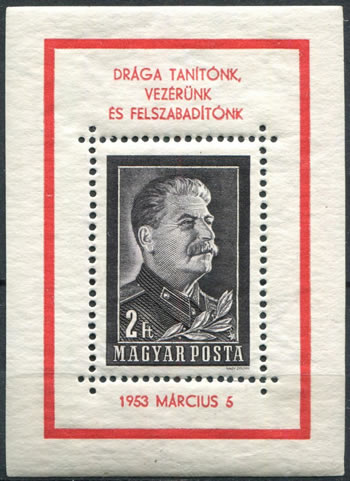 DRÁGA TANÍTÓNK,
VEZÉRÜNK
ÉS FELSZABADÍTÓNK
2 Ft
MAGYAR POSTA
1953 MÁRCIUS 5